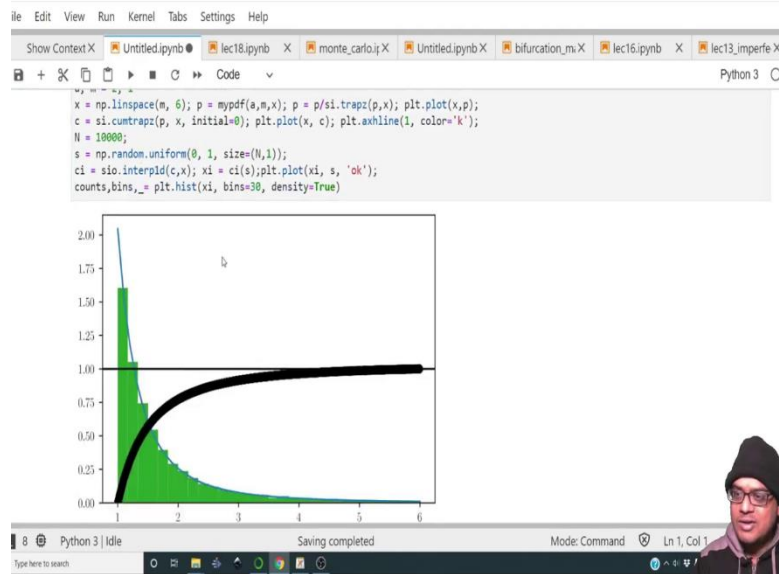 ile Edit View Run Kernel Tabs Settings Help
Show Context X Untitled.ipynb lec18.ipynb X monte_carlo.ip X Untitled.ipynb X bifurcation_ma X lec16.ipynb X lec13_imperfe X
Code Python 3
x = np.linspace(m, 6); p = mypdf(a,m,x); p = p/si.trapz(p,x); plt.plot(x,p);
c = si.cumtrapz(p, x, initial=0); plt.plot(x, c); plt.axhline(1, color='k');
N = 10000;
s = np.random.uniform(0, 1, size=(N,1));
ci = sio.interp1d(c,x); xi = ci(s);plt.plot(xi, s, 'ok');
counts,bins,_= plt.hist(xi, bins=30, density=True)
2.00
1.75
1.50
1.25
1.00
0.75
0.50
0.25
0.00
1 2 3 4 5 6
8 Python 3 | Idle Saving completed Mode: Command Ln 1, Col 1
Type here to search